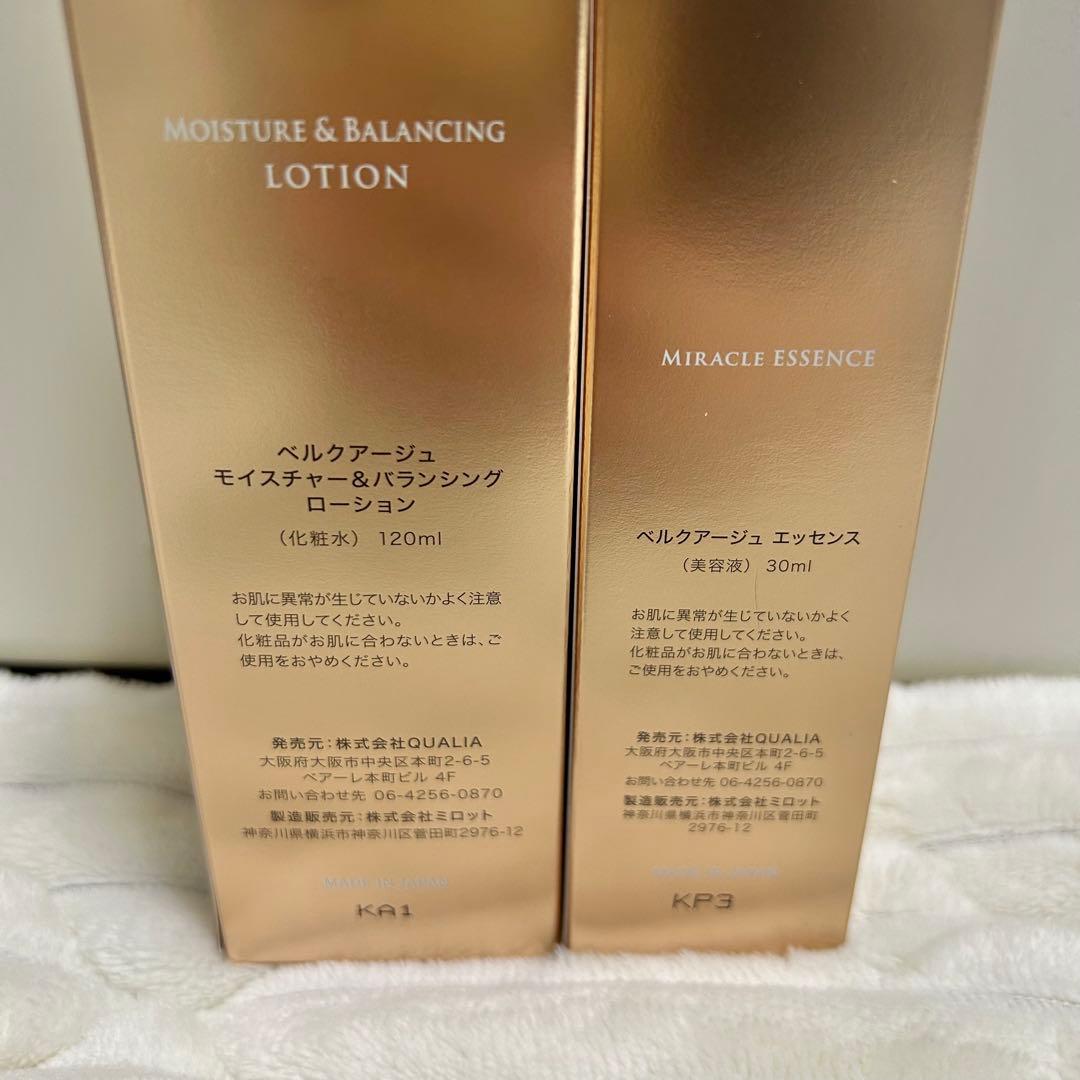 MOISTURE & BALANCING
LOTION
ベルクアージュ
モイスチャー&バランシング
ローション
(化粧水) 120ml
お肌に異常が生じていないかよく注意
して使用してください。
化粧品がお肌に合わないときは、ご
使用をおやめください。
発売元:株式会社QUALIA
大阪府大阪市中央区本町2-6-5
ベアーレ本町ビル 4F
お問い合わせ先 06-4256-0870
製造販売元:株式会社ミロット
神奈川県横浜市神奈川区菅田町2976-12
MADE IN JAPAN
KA1
MIRACLE ESSENCE
ベルクアージュ エッセンス
(美容液) 30ml
お肌に異常が生じていないかよく
注意して使用してください。
化粧品がお肌に合わないときは、
ご使用をおやめください。
発売元:株式会社QUALIA
大阪府大阪市中央区本町2-6-5
ベアーレ本町ビル 4F
お問い合わせ先 06-4256-0870
製造販売元:株式会社ミロット
神奈川県横浜市神奈川区菅田町
2976-12
MADE IN JAPAN
KP3